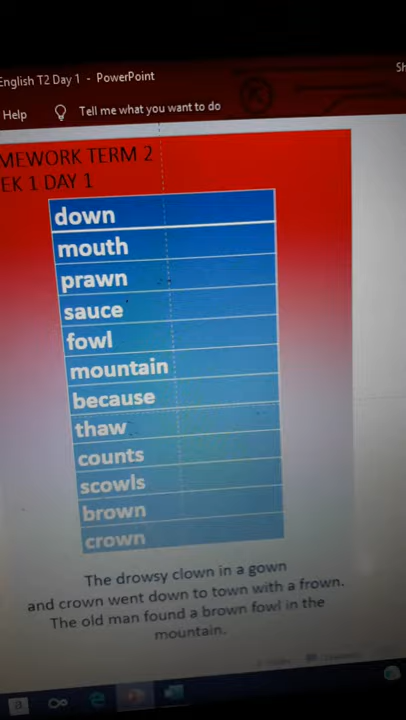 English T2 Day 1 - PowerPoint
Help Tell me what you want to do
MEWORK TERM 2
EK 1 DAY 1
down
mouth
prawn
sauce
fowl
mountain
because
thaw
counts
scowls
brown
crown
The drowsy clown in a gown
and crown went down to town with a frown.
The old man found a brown fowl in the
mountain.